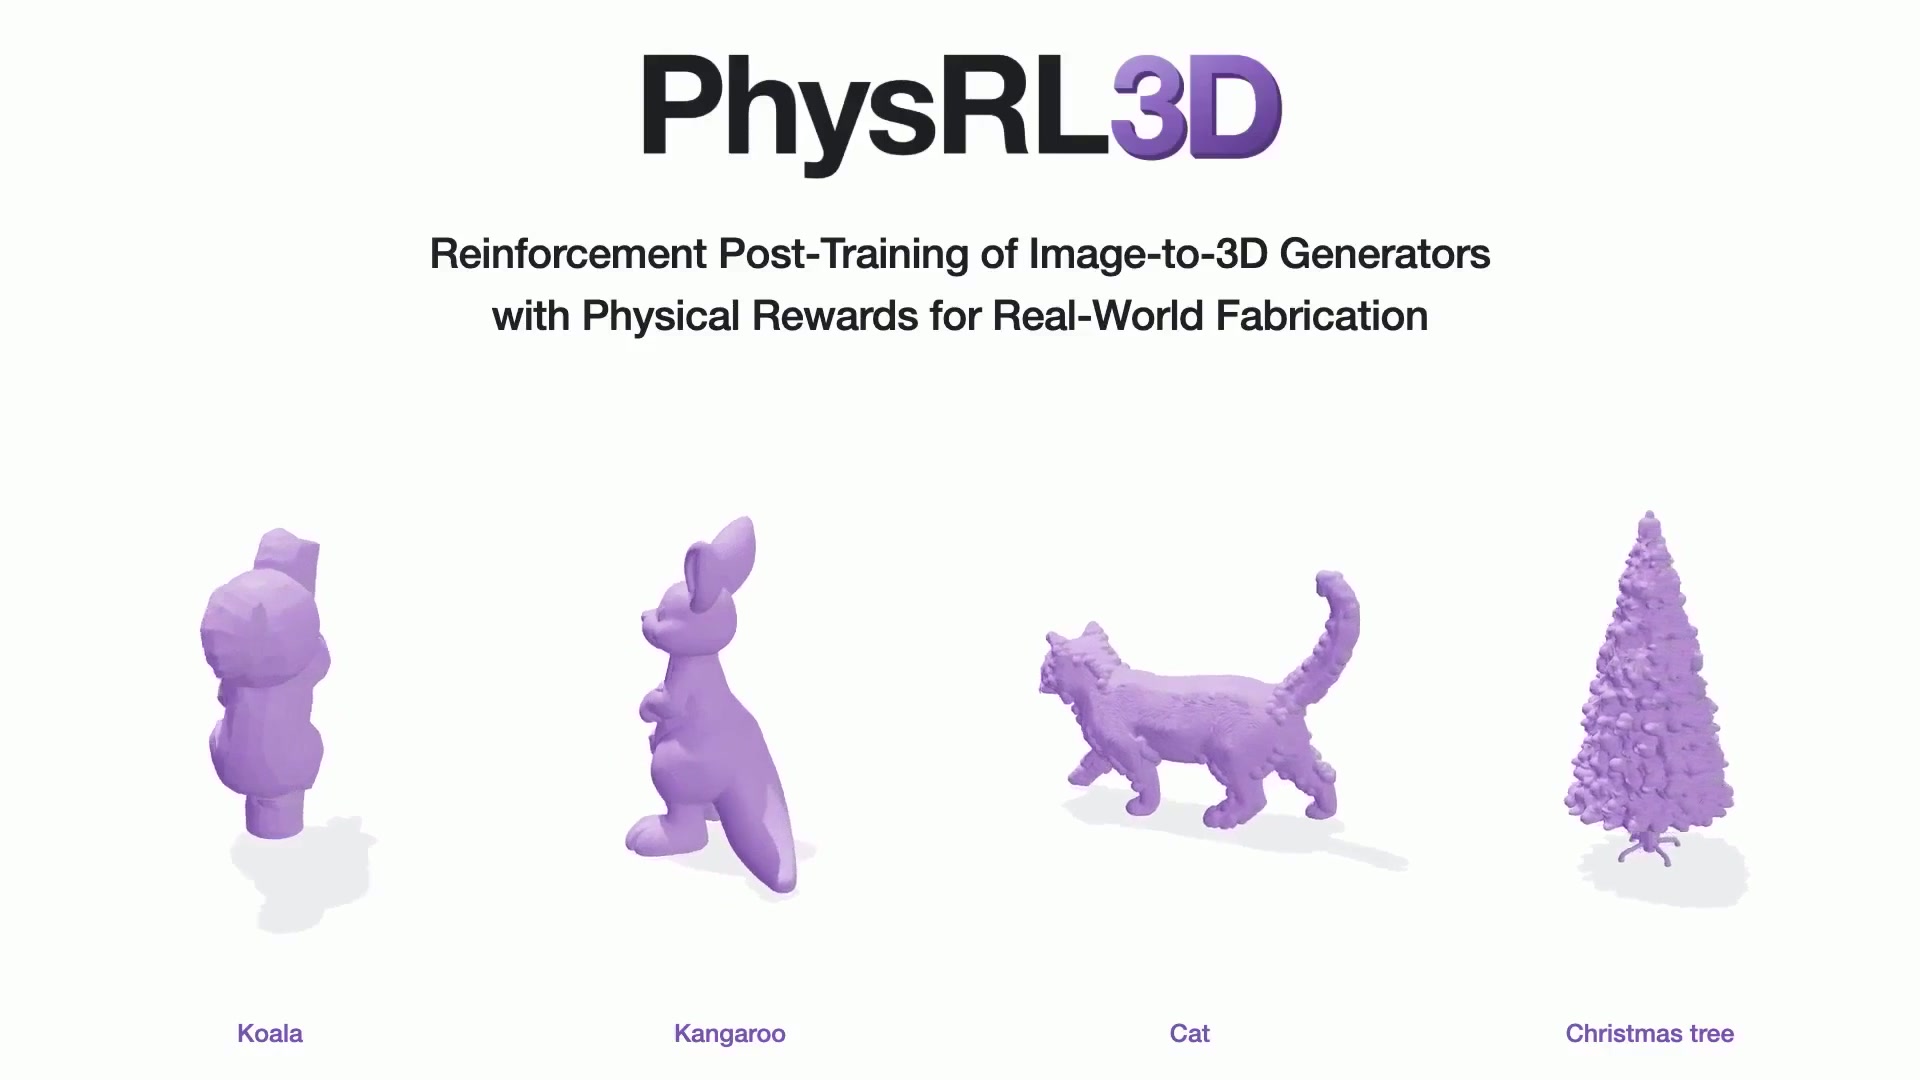 PhysRL3D
Reinforcement Post-Training of Image-to-3D Generators
with Physical Rewards for Real-World Fabrication
Koala
Kangaroo
Cat
Christmas tree